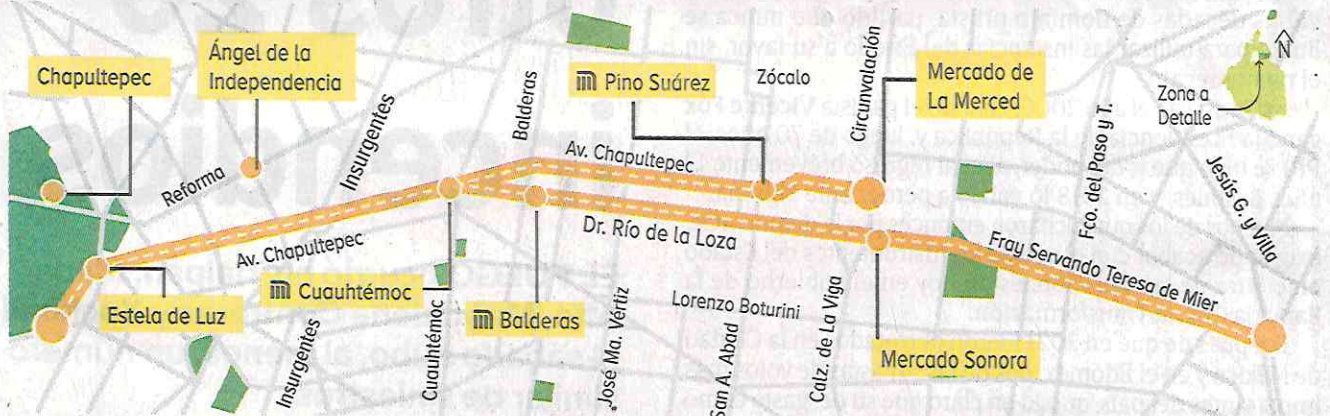 Chapultepec
Ángel de la
Independencia
Reforma
Insurgentes
Balderas
Pino Suárez
Zócalo
Circunvalación
Mercado de
La Merced
Fco. del Paso y T.
Zona a
Detalle
N
Jesús G. y Villa
Av. Chapultepec
Av. Chapultepec
Dr. Río de la Loza
Fray Servando Teresa de Mier
Estela de Luz
Cuauhtémoc
Balderas
Insurgentes
Cuauhtémoc
José Ma. Vértiz
Lorenzo Boturini
San A. Abad
Calz. de La Viga
Mercado Sonora